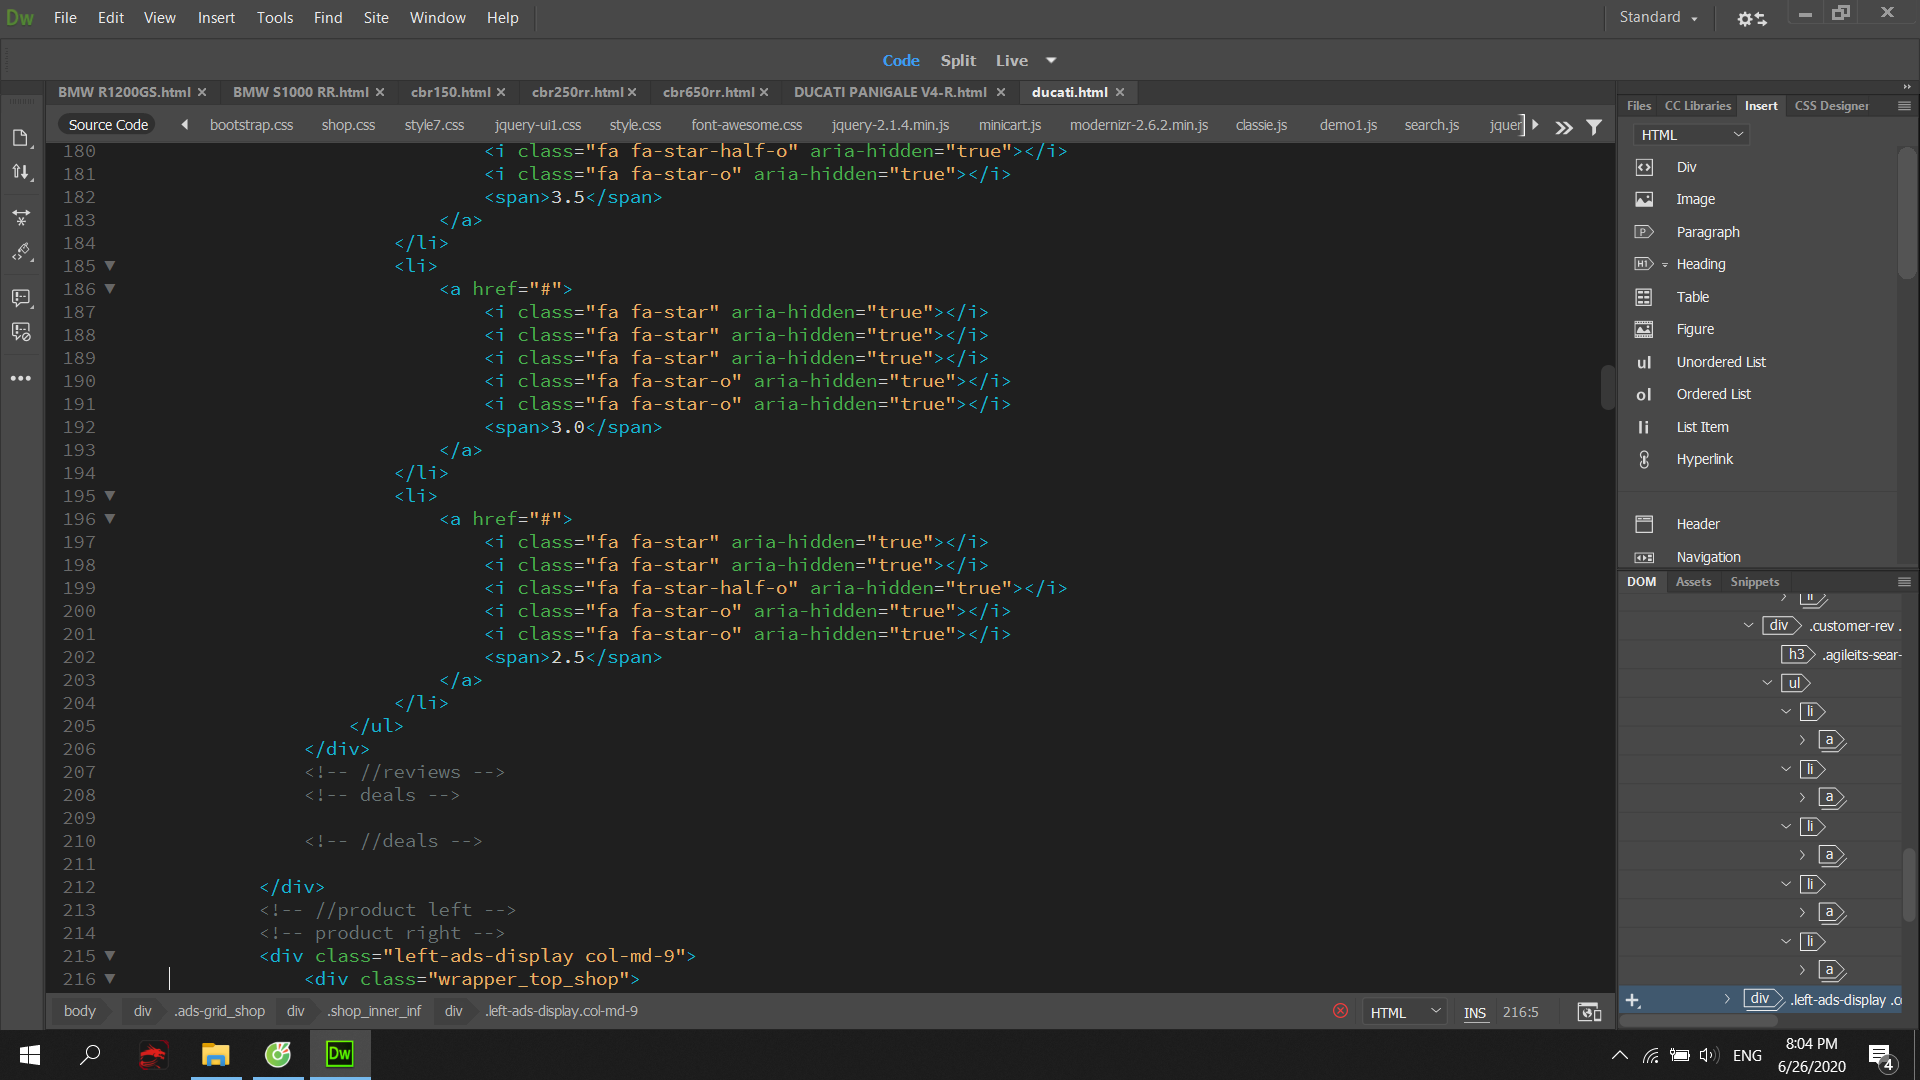 Dw File Edit View Insert Tools Find Site Window Help Standard
Code Split Live
BMW R1200GS.html BMW S1000 RR.html cbr150.html cbr250rr.html cbr650rr.html DUCATI PANIGALE V4-R.html ducati.html
Source Code bootstrap.css shop.css style7.css jquery-ui1.css style.css font-awesome.css jquery-2.1.4.min.js minicart.js modernizr-2.6.2.min.js classie.js demo1.js search.js jquer
180 <i class="fa fa-star-half-o" aria-hidden="true"></i>
181 <i class="fa fa-star-o" aria-hidden="true"></i>
182 <span>3.5</span>
183 </a>
184 </li>
185 <li>
186 <a href="#">
187 <i class="fa fa-star" aria-hidden="true"></i>
188 <i class="fa fa-star" aria-hidden="true"></i>
189 <i class="fa fa-star" aria-hidden="true"></i>
190 <i class="fa fa-star-o" aria-hidden="true"></i>
191 <i class="fa fa-star-o" aria-hidden="true"></i>
192 <span>3.0</span>
193 </a>
194 </li>
195 <li>
196 <a href="#">
197 <i class="fa fa-star" aria-hidden="true"></i>
198 <i class="fa fa-star" aria-hidden="true"></i>
199 <i class="fa fa-star-half-o" aria-hidden="true"></i>
200 <i class="fa fa-star-o" aria-hidden="true"></i>
201 <i class="fa fa-star-o" aria-hidden="true"></i>
202 <span>2.5</span>
203 </a>
204 </li>
205 </ul>
206 </div>
207 <!-- //reviews -->
208 <!-- deals -->
209
210 <!-- //deals -->
211
212 </div>
213 <!-- //product left -->
214 <!-- product right -->
215 <div class="left-ads-display col-md-9">
216 <div class="wrapper_top_shop">
body div .ads-grid_shop div .shop_inner_inf div .left-ads-display.col-md-9 HTML INS 216:5
Files CC Libraries Insert CSS Designer
HTML
Div
Image
P Paragraph
H1 Heading
Table
Figure
ul Unordered List
ol Ordered List
li List Item
Hyperlink
Header
Navigation
DOM Assets Snippets
li
div .customer-rev .
h3 .agileits-sear-
ul
li
a
li
a
li
a
li
a
li
a
div .left-ads-display .co
Dw ENG 8:04 PM
6/26/2020 4